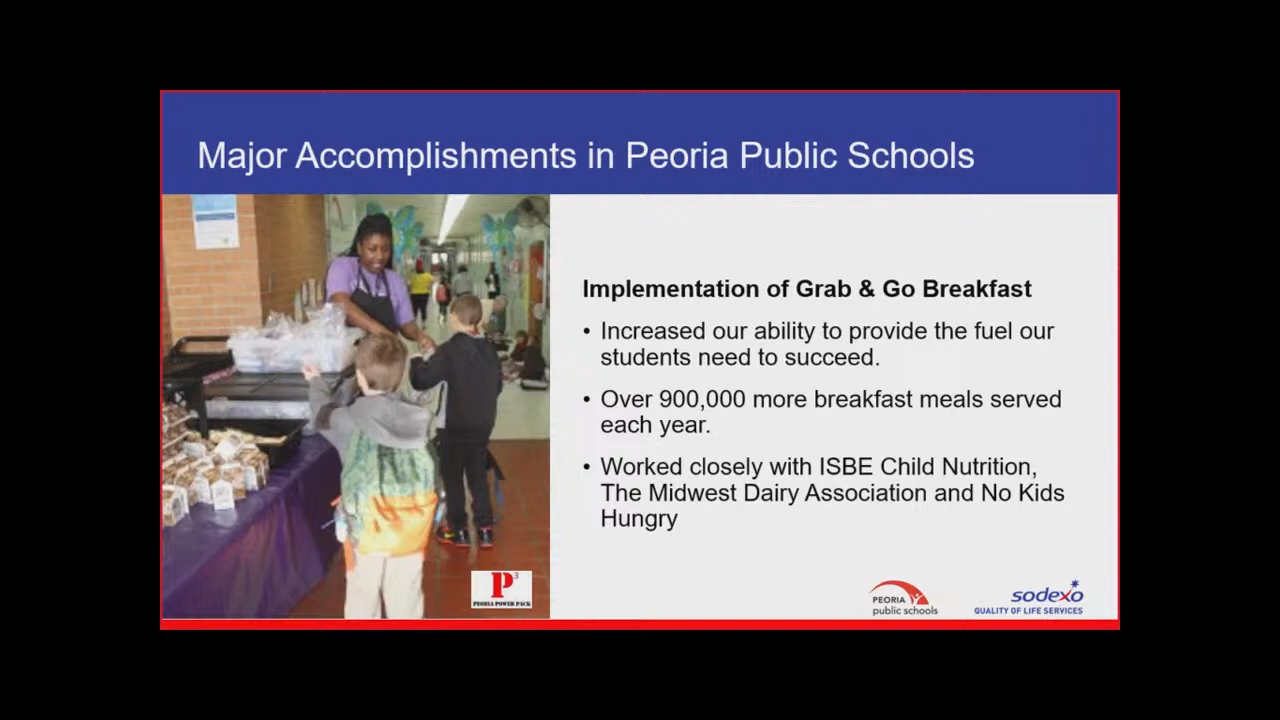 Major Accomplishments in Peoria Public Schools
Implementation of Grab & Go Breakfast
• Increased our ability to provide the fuel our
students need to succeed.
• Over 900,000 more breakfast meals served
each year.
• Worked closely with ISBE Child Nutrition,
The Midwest Dairy Association and No Kids
Hungry
P3
PEORIA POWER PACK
PEORIA
public schools
sodexo
QUALITY OF LIFE SERVICES